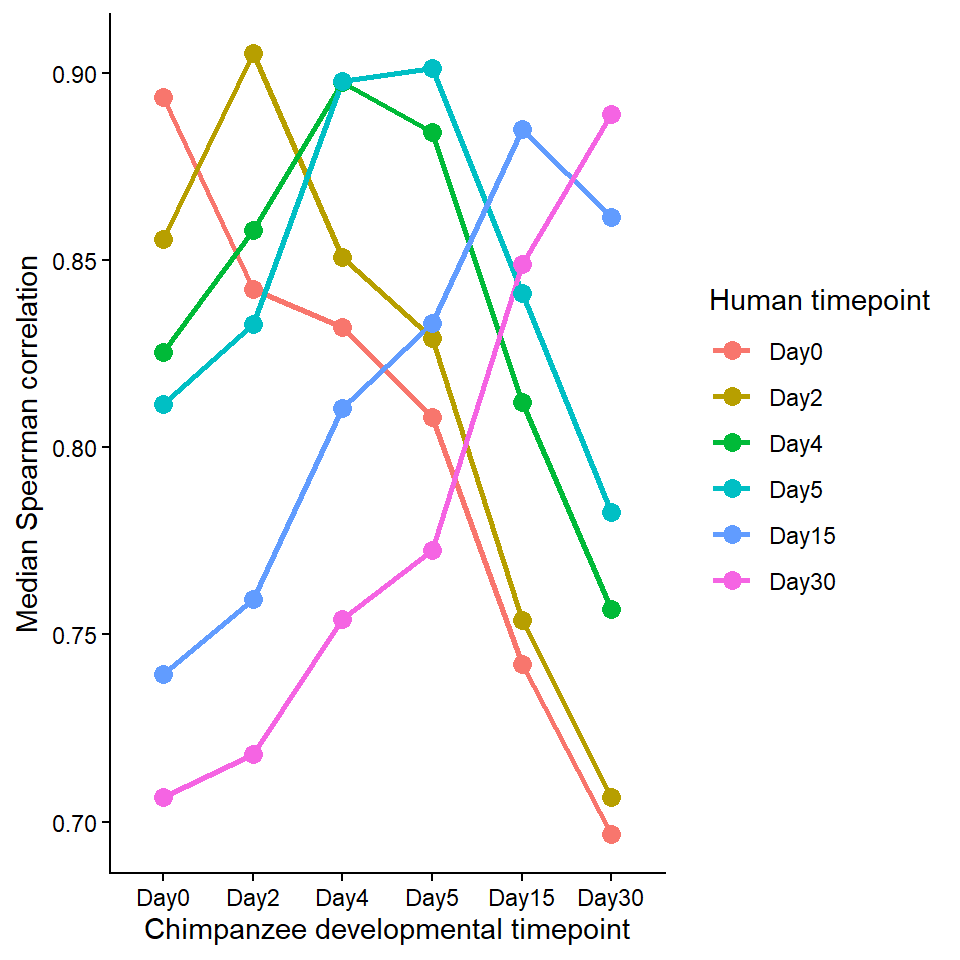 0.90
0.85
0.80
0.75
0.70
Median Spearman correlation
Day0 Day2 Day4 Day5 Day15 Day30
Chimpanzee developmental timepoint
Human timepoint
Day0
Day2
Day4
Day5
Day15
Day30